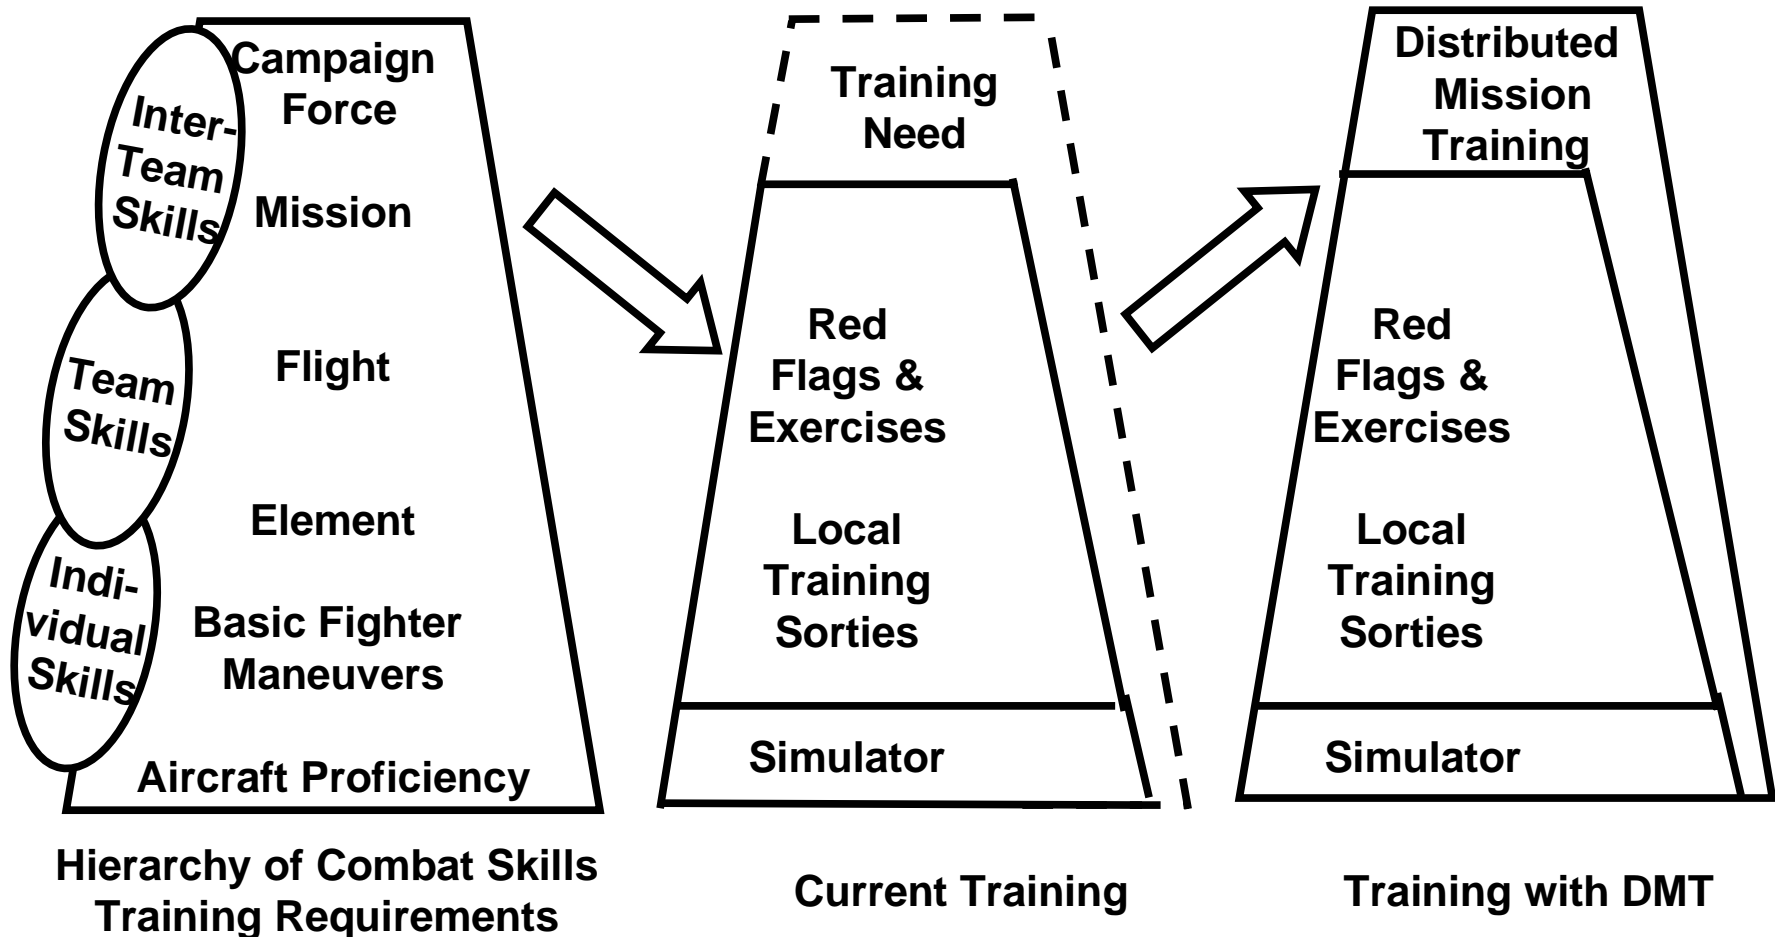 Inter-
Team
Skills
Team
Skills
Indi-
vidual
Skills
Campaign
Force
Mission
Flight
Element
Basic Fighter
Maneuvers
Aircraft Proficiency
Hierarchy of Combat Skills
Training Requirements
Training
Need
Red
Flags &
Exercises
Local
Training
Sorties
Simulator
Current Training
Distributed
Mission
Training
Red
Flags &
Exercises
Local
Training
Sorties
Simulator
Training with DMT